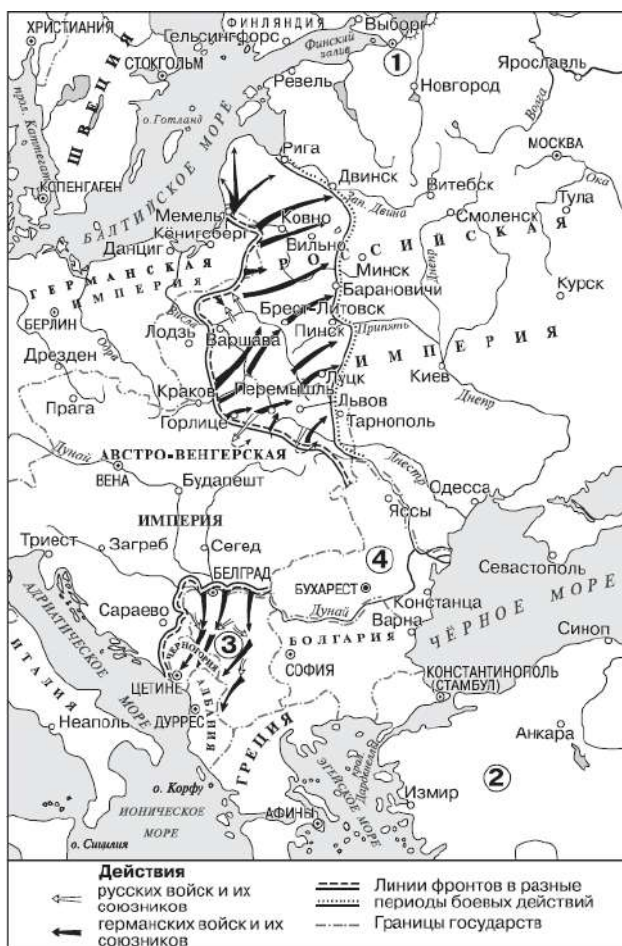 ХРИСТИАНИЯ
ФИНЛЯНДИЯ
Выборг
Гельсингфорс
Финский
залив
1
СТОКГОЛЬМ
Ревель
Новгород
Ярославль
Волга
ШВЕЦИЯ
прол. Каттегат
о. Готланд
Рига
МОСКВА
КОПЕНГАГЕН
БАЛТИЙСКОЕ МОРЕ
Двинск
Зап. Двина
Витебск
Ока
Тула
Смоленск
Мемель
Ковно
Кёнигсберг
Вильно
РОССИЙСКАЯ
Данциг
Минск
Днепр
ГЕРМАНСКАЯ
ИМПЕРИЯ
Барановичи
Курск
БЕРЛИН
Висла
Брест-Литовск
Лодзь
Варшава
Пинск
Припять
ИМПЕРИЯ
Дрезден
Одра
Луцк
Киев
Краков
Перемышль
Прага
Львов
Днепр
Горлице
Тарнополь
Дунай
АВСТРО-ВЕНГЕРСКАЯ
Днестр
ВЕНА
Будапешт
Одесса
Яссы
ИМПЕРИЯ
Триест
Загреб
Сегед
4
Севастополь
БЕЛГРАД
БУХАРЕСТ
Сараево
Дунай
Констанца
ЧЁРНОЕ МОРЕ
АДРИАТИЧЕСКОЕ
МОРЕ
3
БОЛГАРИЯ
Варна
Синоп
ЧЕРНОГОРИЯ
СОФИЯ
ИТАЛИЯ
ЦЕТИНЕ
КОНСТАНТИНОПОЛЬ
(СТАМБУЛ)
АЛБАНИЯ
ДУРРЕС
Неаполь
ГРЕЦИЯ
Анкара
прол.
Дарданеллы
2
о. Корфу
ЭГЕЙСКОЕ МОРЕ
Измир
ИОНИЧЕСКОЕ
МОРЕ
АФИНЫ
о. Сицилия
Действия
русских войск и их
союзников
германских войск и их
союзников
Линии фронтов в разные
периоды боевых действий
Границы государств